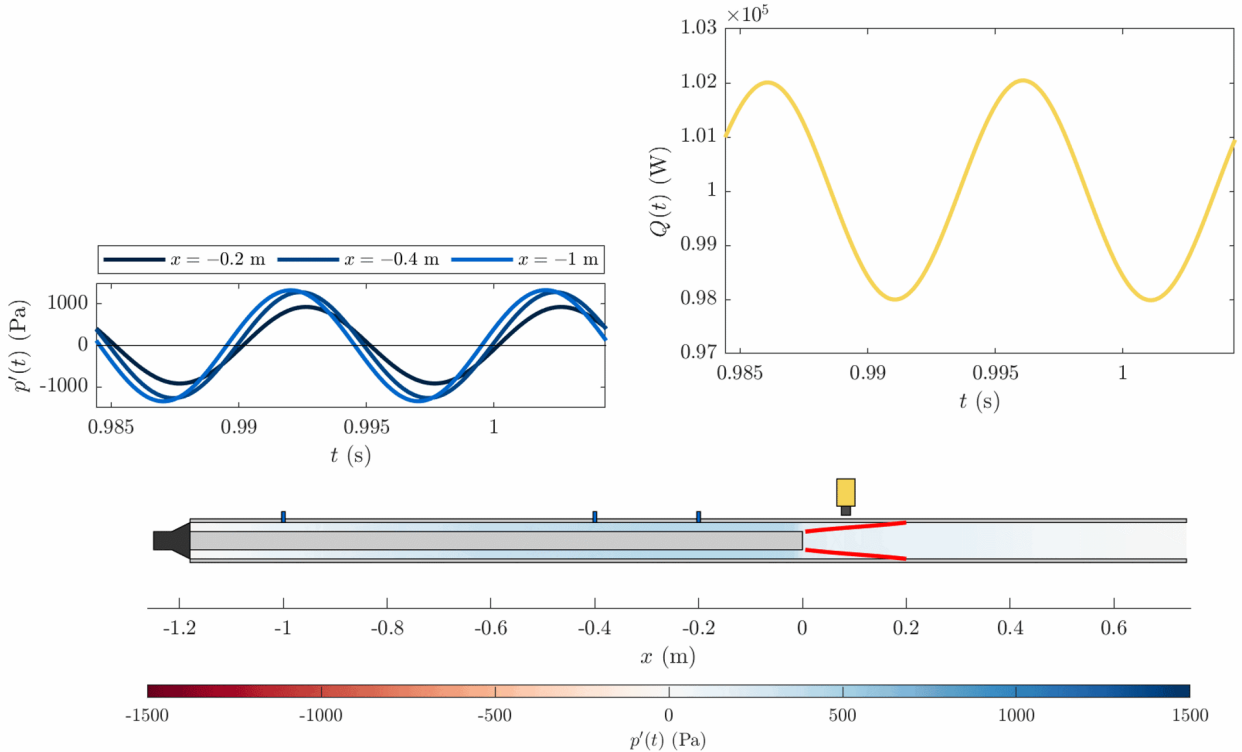 ×10⁵
1.03
1.02
1.01
1
0.99
0.98
0.97
Q(t) (W)
0.985 0.99 0.995 1
t (s)
x = −0.2 m x = −0.4 m x = −1 m
1000
0
-1000
p′(t) (Pa)
0.985 0.99 0.995 1
t (s)
-1.2 -1 -0.8 -0.6 -0.4 -0.2 0 0.2 0.4 0.6
x (m)
-1500 -1000 -500 0 500 1000 1500
p′(t) (Pa)